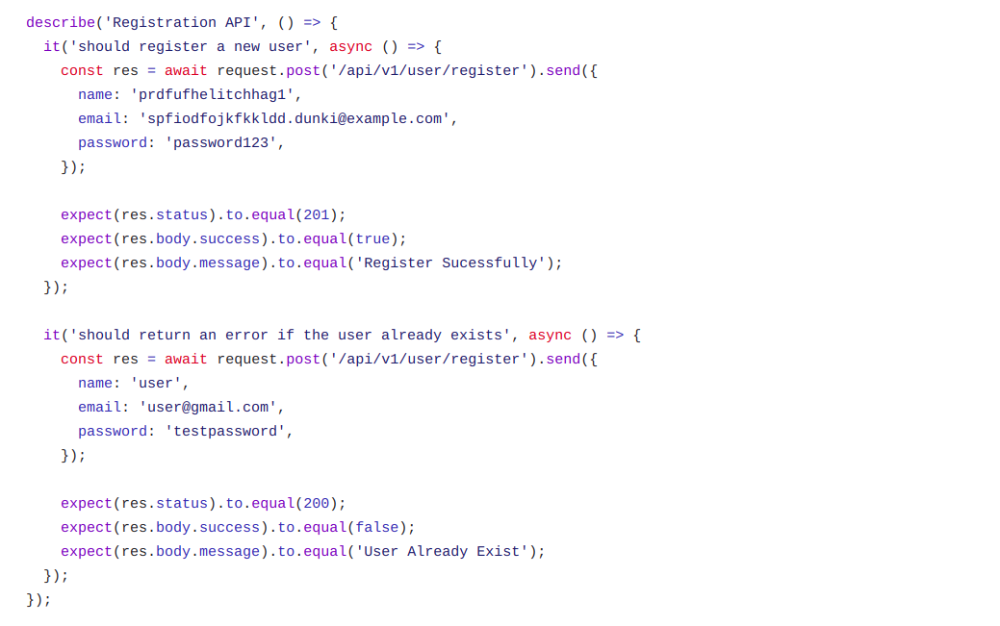 describe('Registration API', () => {
  it('should register a new user', async () => {
    const res = await request.post('/api/v1/user/register').send({
      name: 'prdfufhelitchhag1',
      email: 'spfiodfojkfkkldd.dunki@example.com',
      password: 'password123',
    });

    expect(res.status).to.equal(201);
    expect(res.body.success).to.equal(true);
    expect(res.body.message).to.equal('Register Sucessfully');
  });

  it('should return an error if the user already exists', async () => {
    const res = await request.post('/api/v1/user/register').send({
      name: 'user',
      email: 'user@gmail.com',
      password: 'testpassword',
    });

    expect(res.status).to.equal(200);
    expect(res.body.success).to.equal(false);
    expect(res.body.message).to.equal('User Already Exist');
  });
});